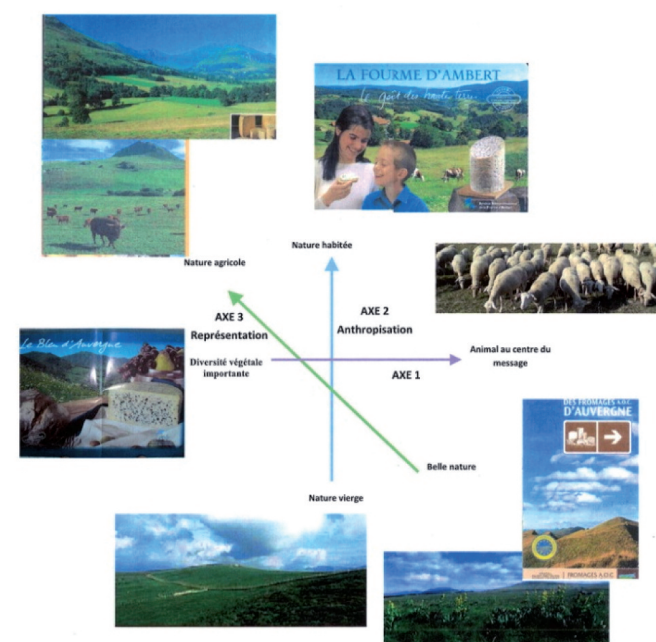 LA FOURME D'AMBERT
Le goût des hautes terres
Nature habitée
Nature agricole
AXE 3
Représentation
AXE 2
Anthropisation
Le Bleu d'Auvergne
Diversité végétale
importante
Animal au centre du
message
AXE 1
DES FROMAGES A.O.C.
D'AUVERGNE
Belle nature
Nature vierge
FROMAGES A.O.C.